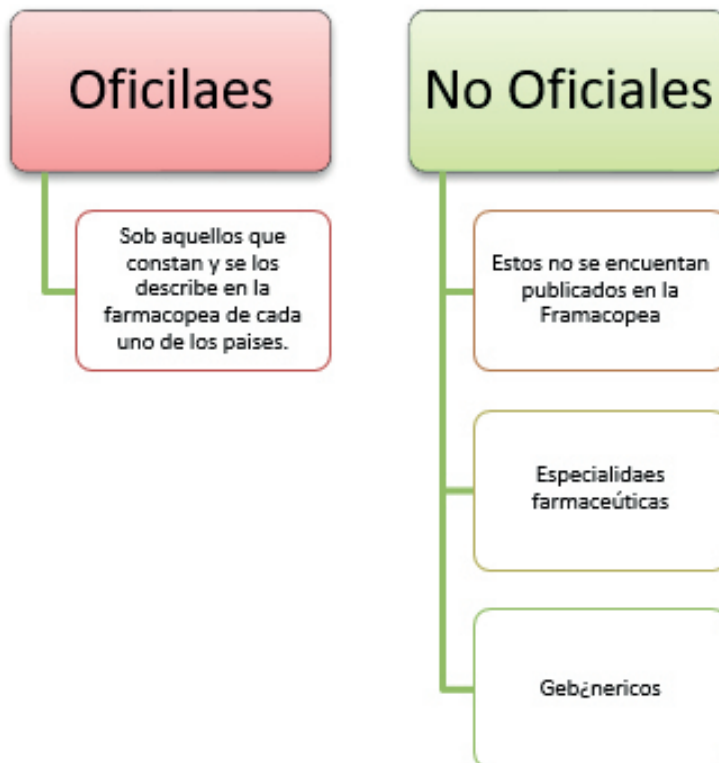 Oficilaes
Sob aquellos que
constan y se los
describe en la
farmacopea de cada
uno de los paises.
No Oficiales
Estos no se encuentan
publicados en la
Framacopea
Especialidaes
farmaceúticas
Geb¿nericos